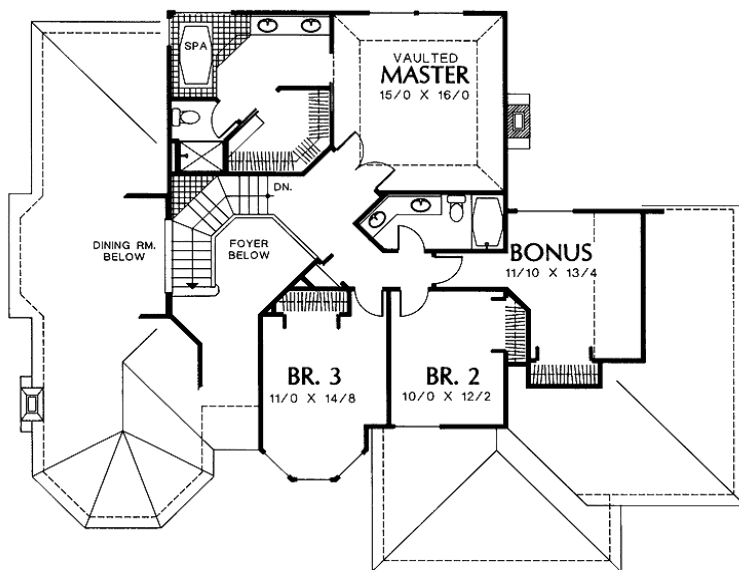 SPA
VAULTED
MASTER
15/0 X 16/0
DN.
DINING RM.
BELOW
FOYER
BELOW
BONUS
11/10 X 13/4
BR. 3
11/0 X 14/8
BR. 2
10/0 X 12/2